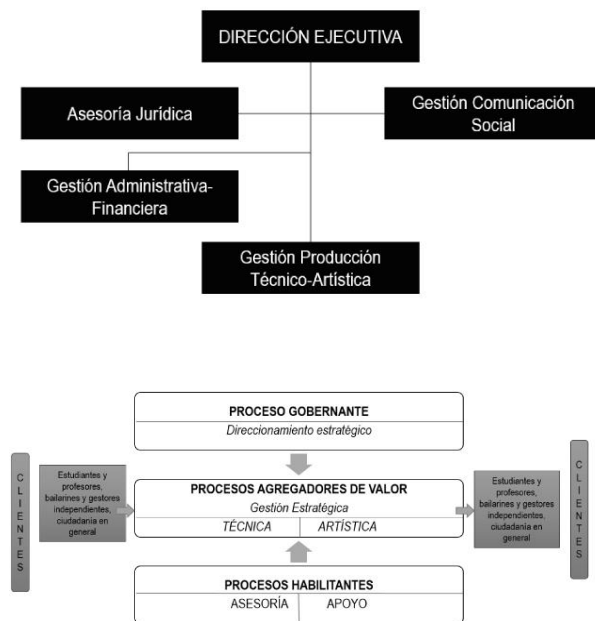 DIRECCIÓN EJECUTIVA
Asesoría Jurídica
Gestión Comunicación
Social
Gestión Administrativa-
Financiera
Gestión Producción
Técnico-Artística
PROCESO GOBERNANTE
Direccionamiento estratégico
CLIENTES
Estudiantes y
profesores,
bailarines y gestores
independientes,
ciudadanía en
general
PROCESOS AGREGADORES DE VALOR
Gestión Estratégica
TÉCNICA ARTÍSTICA
Estudiantes y
profesores,
bailarines y gestores
independientes,
ciudadanía en
general
CLIENTES
PROCESOS HABILITANTES
ASESORÍA APOYO